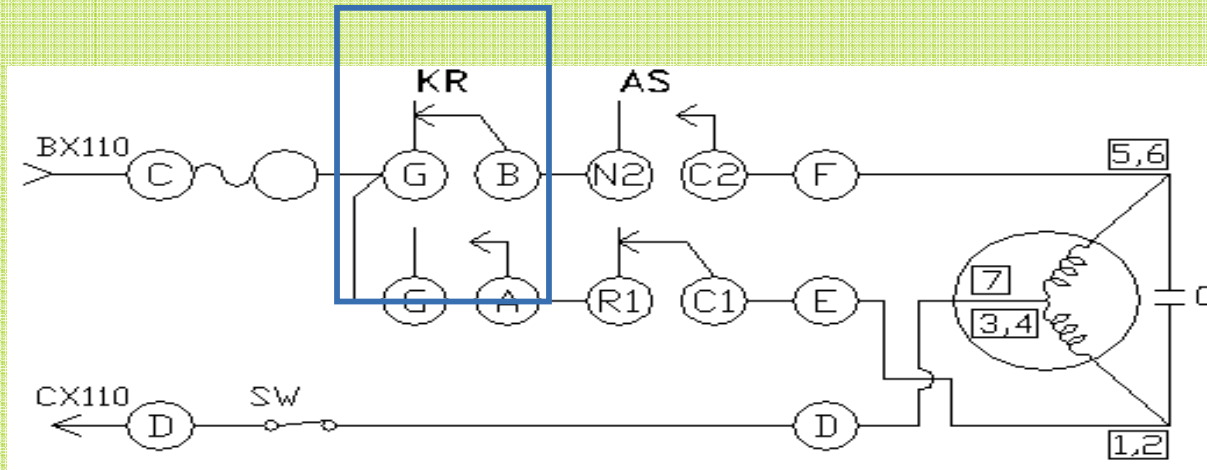 KR AS
BX110
5,6
C G B N2 C2 F
7
G A R1 C1 E
3,4
CX110 SW
D D
1,2